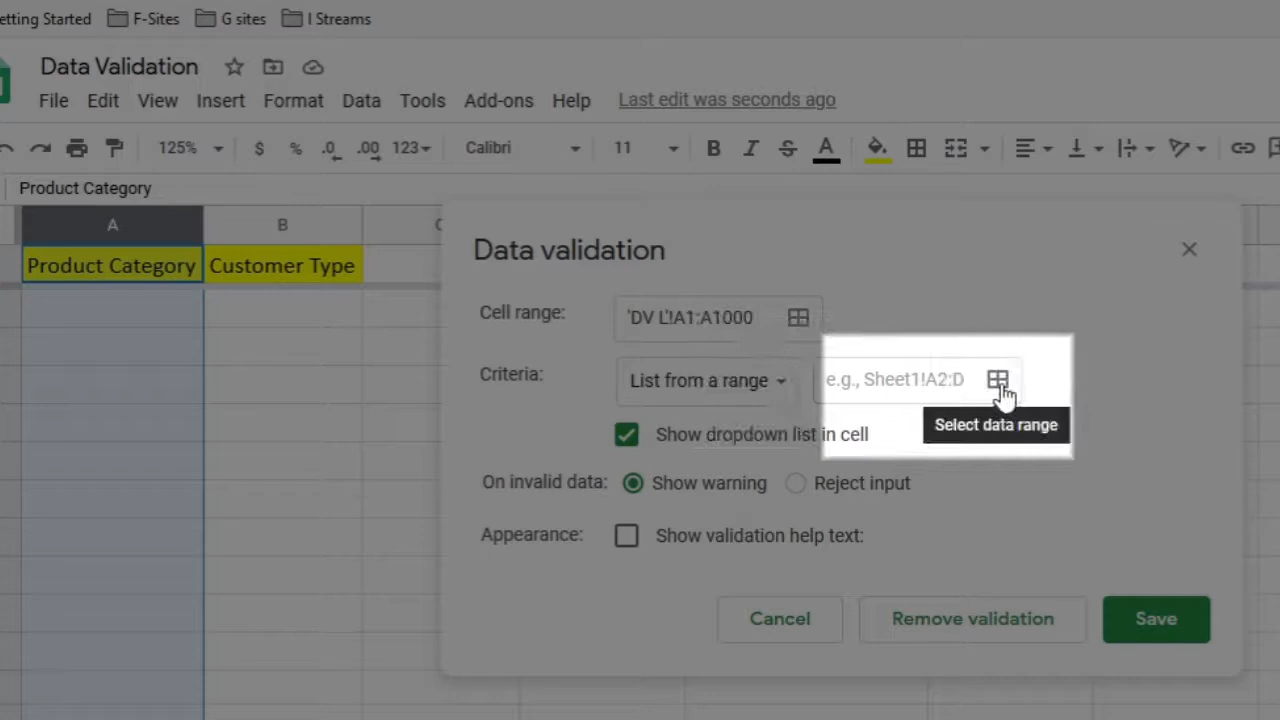 etting Started F-Sites G sites I Streams
Data Validation
File Edit View Insert Format Data Tools Add-ons Help Last edit was seconds ago
125% $ % .0 .00 123 Calibri 11 B I S A
Product Category
A B C
Product Category Customer Type
Data validation
Cell range: 'DV L'!A1:A1000
Criteria: List from a range e.g., Sheet1!A2:D
Select data range
Show dropdown list in cell
On invalid data: Show warning Reject input
Appearance: Show validation help text:
Cancel Remove validation Save